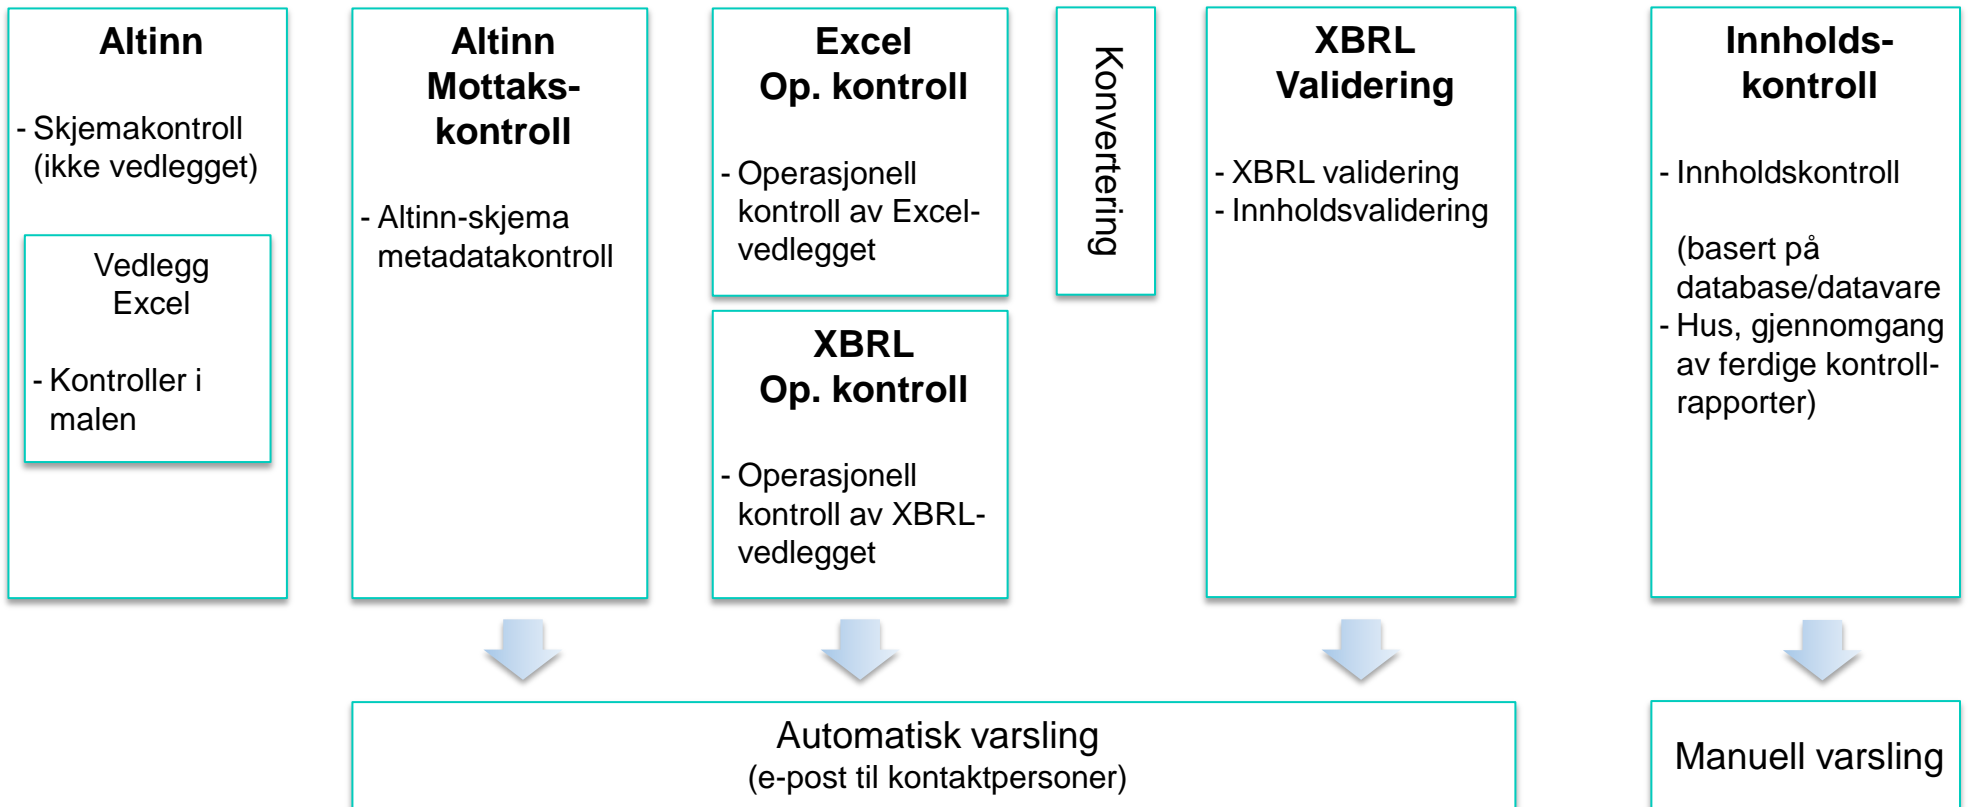 Altinn
- Skjemakontroll
(ikke vedlegget)
Vedlegg
Excel
- Kontroller i
malen
Altinn
Mottaks-
kontroll
- Altinn-skjema
metadatakontroll
Excel
Op. kontroll
- Operasjonell
kontroll av Excel-
vedlegget
XBRL
Op. kontroll
- Operasjonell
kontroll av XBRL-
vedlegget
Konvertering
XBRL
Validering
- XBRL validering
- Innholdsvalidering
Innholds-
kontroll
- Innholdskontroll
(basert på
database/datavare
- Hus, gjennomgang
av ferdige kontroll-
rapporter)
Automatisk varsling
(e-post til kontaktpersoner)
Manuell varsling